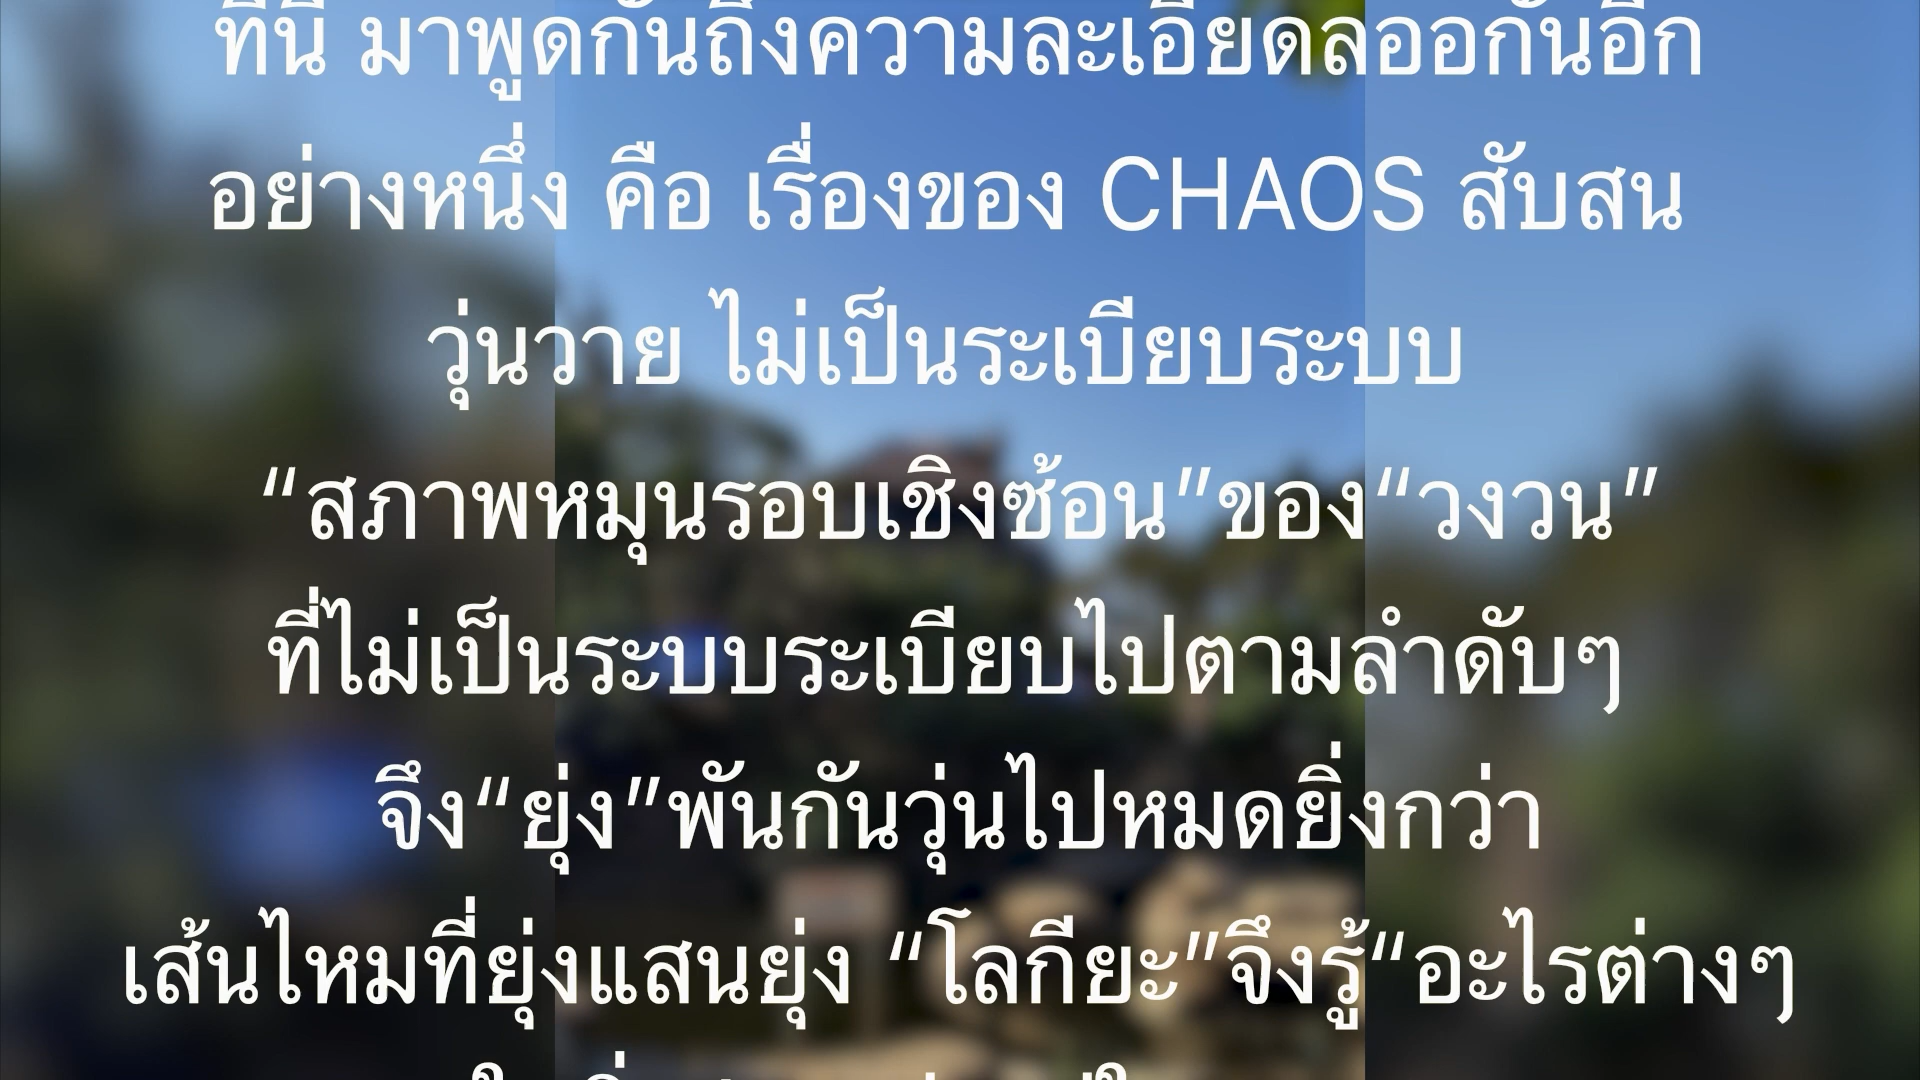 ทีนี้ มาพูดกันถึงความละเอียดลออกันอีก
อย่างหนึ่ง คือ เรื่องของ CHAOS สับสน
วุ่นวาย ไม่เป็นระเบียบระบบ
“สภาพหมุนรอบเชิงซ้อน”ของ“วงวน”
ที่ไม่เป็นระบบระเบียบไปตามลำดับๆ
จึง“ยุ่ง”พันกันวุ่นไปหมดยิ่งกว่า
เส้นไหมที่ยุ่งแสนยุ่ง “โลกียะ”จึงรู้“อะไรต่างๆ